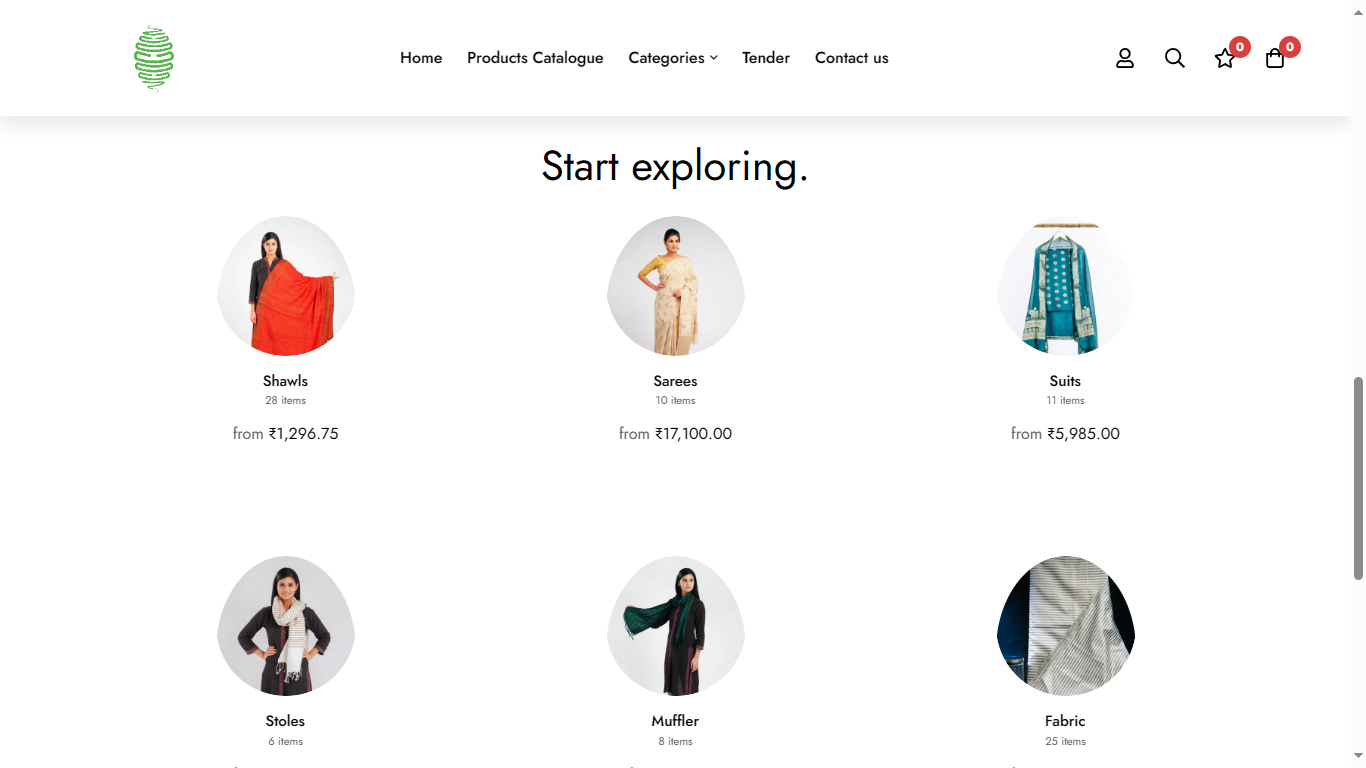 Home Products Catalogue Categories Tender Contact us
0 0
Start exploring.
Shawls
28 items
from ₹1,296.75
Sarees
10 items
from ₹17,100.00
Suits
11 items
from ₹5,985.00
Stoles
6 items
Muffler
8 items
Fabric
25 items